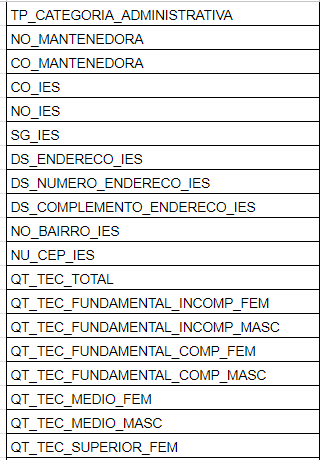 TP_CATEGORIA_ADMINISTRATIVA
NO_MANTENEDORA
CO_MANTENEDORA
CO_IES
NO_IES
SG_IES
DS_ENDERECO_IES
DS_NUMERO_ENDERECO_IES
DS_COMPLEMENTO_ENDERECO_IES
NO_BAIRRO_IES
NU_CEP_IES
QT_TEC_TOTAL
QT_TEC_FUNDAMENTAL_INCOMP_FEM
QT_TEC_FUNDAMENTAL_INCOMP_MASC
QT_TEC_FUNDAMENTAL_COMP_FEM
QT_TEC_FUNDAMENTAL_COMP_MASC
QT_TEC_MEDIO_FEM
QT_TEC_MEDIO_MASC
QT_TEC_SUPERIOR_FEM